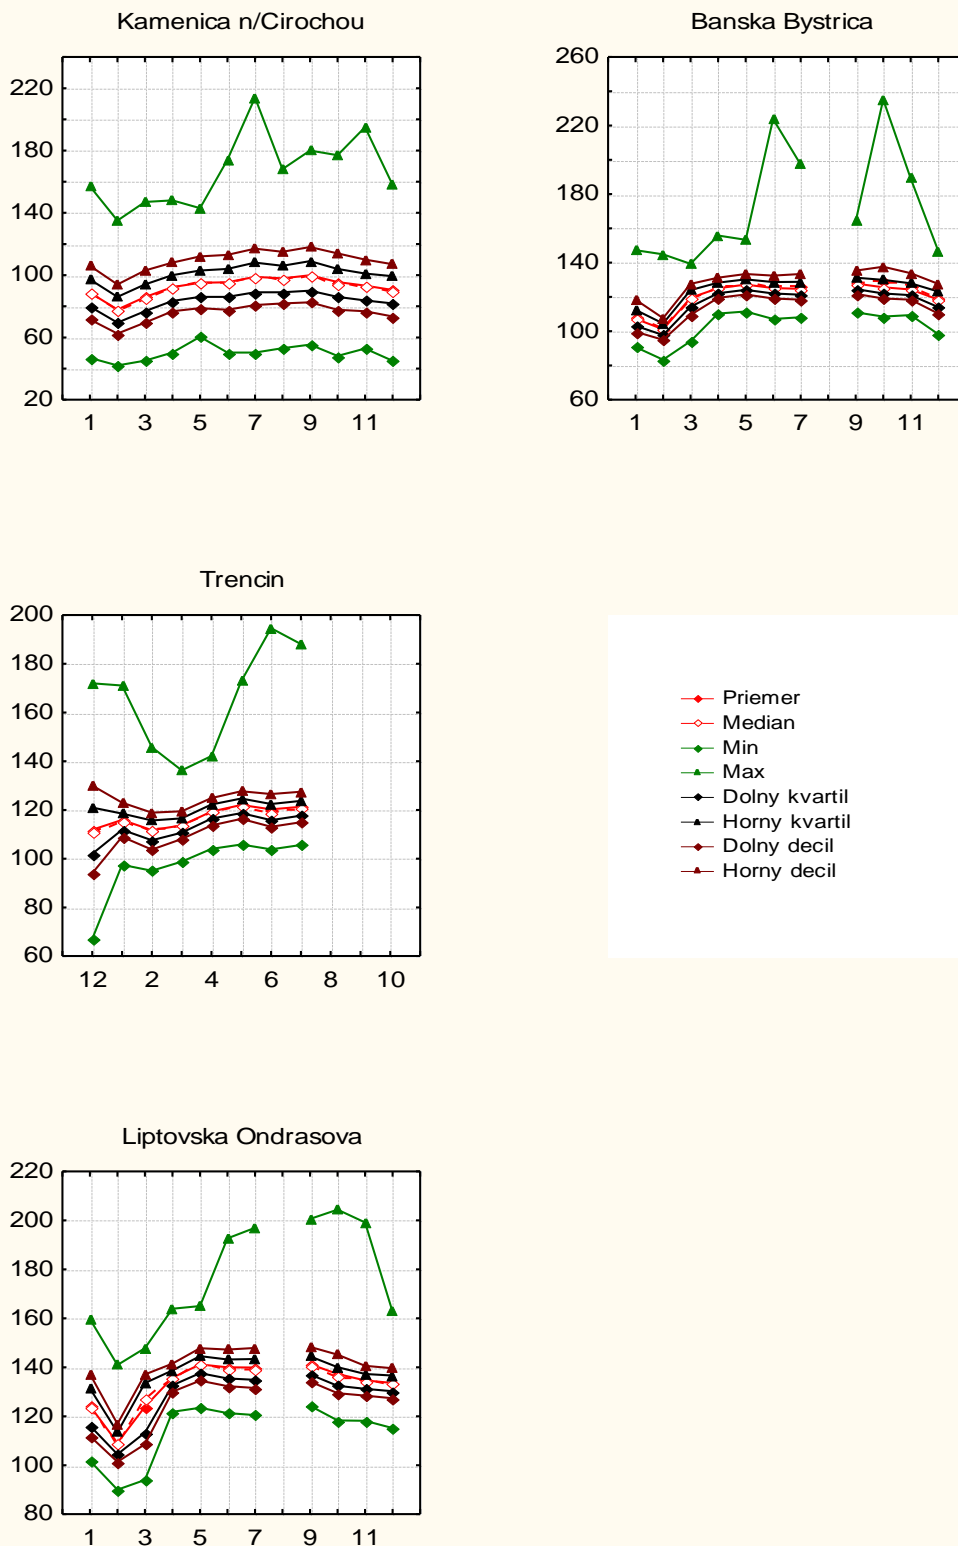 Kamenica n/Cirochou
220
180
140
100
60
20
1 3 5 7 9 11
Banska Bystrica
260
220
180
140
100
60
1 3 5 7 9 11
Trencin
200
180
160
140
120
100
80
60
12 2 4 6 8 10
Priemer
Median
Min
Max
Dolny kvartil
Horny kvartil
Dolny decil
Horny decil
Liptovska Ondrasova
220
200
180
160
140
120
100
80
1 3 5 7 9 11